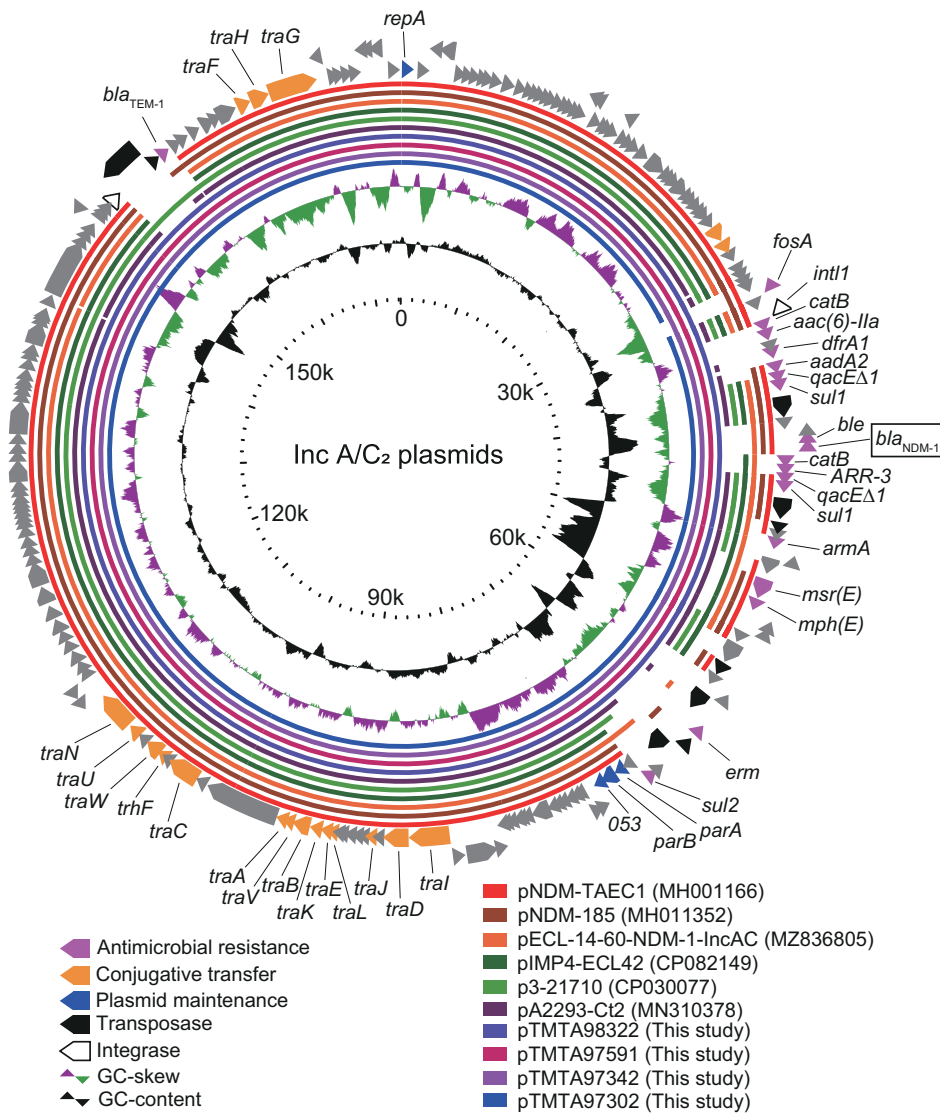 repA
traH
traG
traF
bla TEM-1
fosA
intI1
catB
aac(6)-IIa
dfrA1
aadA2
qacEΔ1
sul1
ble
bla NDM-1
catB
ARR-3
qacEΔ1
sul1
armA
msr(E)
mph(E)
erm
sul2
parA
parB
053
0
30k
60k
90k
120k
150k
Inc A/C₂ plasmids
traN
traU
traW
trhF
traC
traA
traV
traB
traK
traE
traL
traJ
traD
traI
Antimicrobial resistance
Conjugative transfer
Plasmid maintenance
Transposase
Integrase
GC-skew
GC-content
pNDM-TAEC1 (MH001166)
pNDM-185 (MH011352)
pECL-14-60-NDM-1-IncAC (MZ836805)
pIMP4-ECL42 (CP082149)
p3-21710 (CP030077)
pA2293-Ct2 (MN310378)
pTMTA98322 (This study)
pTMTA97591 (This study)
pTMTA97342 (This study)
pTMTA97302 (This study)